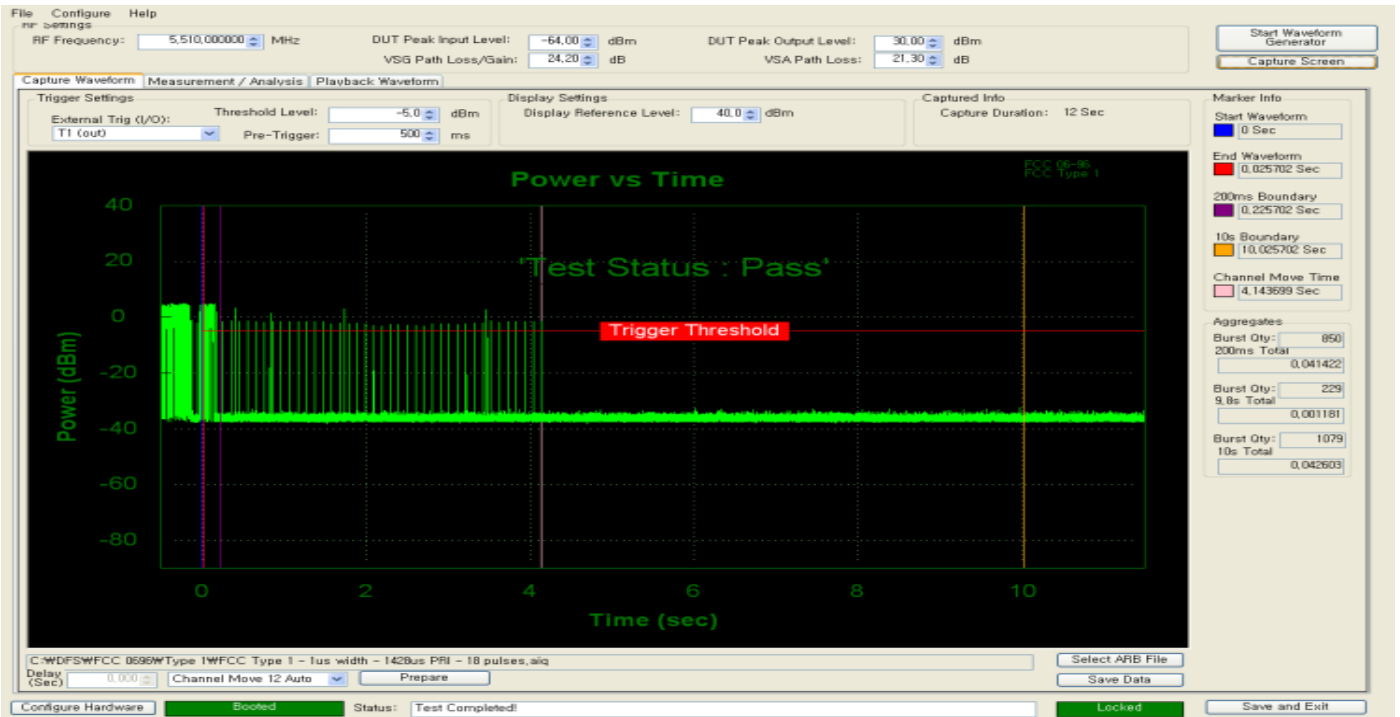 File Configure Help
RF Settings
RF Frequency: 5,510,000000 MHz DUT Peak Input Level: -64,00 dBm DUT Peak Output Level: 30,00 dBm
VSG Path Loss/Gain: 24,20 dB VSA Path Loss: 21,30 dB
Start Waveform
Generator
Capture Screen
Capture Waveform Measurement / Analysis Playback Waveform
Trigger Settings
External Trig (I/O):
T1 (out)
Threshold Level: -5,0 dBm
Pre-Trigger: 500 ms
Display Settings
Display Reference Level: 40,0 dBm
Captured Info
Capture Duration: 12 Sec
Marker Info
Start Waveform
0 Sec
End Waveform
0,025702 Sec
200ms Boundary
0,225702 Sec
10s Boundary
10,025702 Sec
Channel Move Time
4,143699 Sec
Aggregates
Burst Qty: 850
200ms Total
0,041422
Burst Qty: 229
9,8s Total
0,001181
Burst Qty: 1079
10s Total
0,042603
FCC 06-96
FCC Type 1
Power vs Time
'Test Status : Pass'
Trigger Threshold
Power (dBm)
40
20
0
-20
-40
-60
-80
0 2 4 6 8 10
Time (sec)
C:₩DFS₩FCC 0696₩Type 1₩FCC Type 1 - 1us width - 1428us PRI - 18 pulses,aiq
Select ARB File
Delay
(Sec) 0,000 Channel Move 12 Auto Prepare Save Data
Configure Hardware Booted Status: Test Completed! Locked Save and Exit